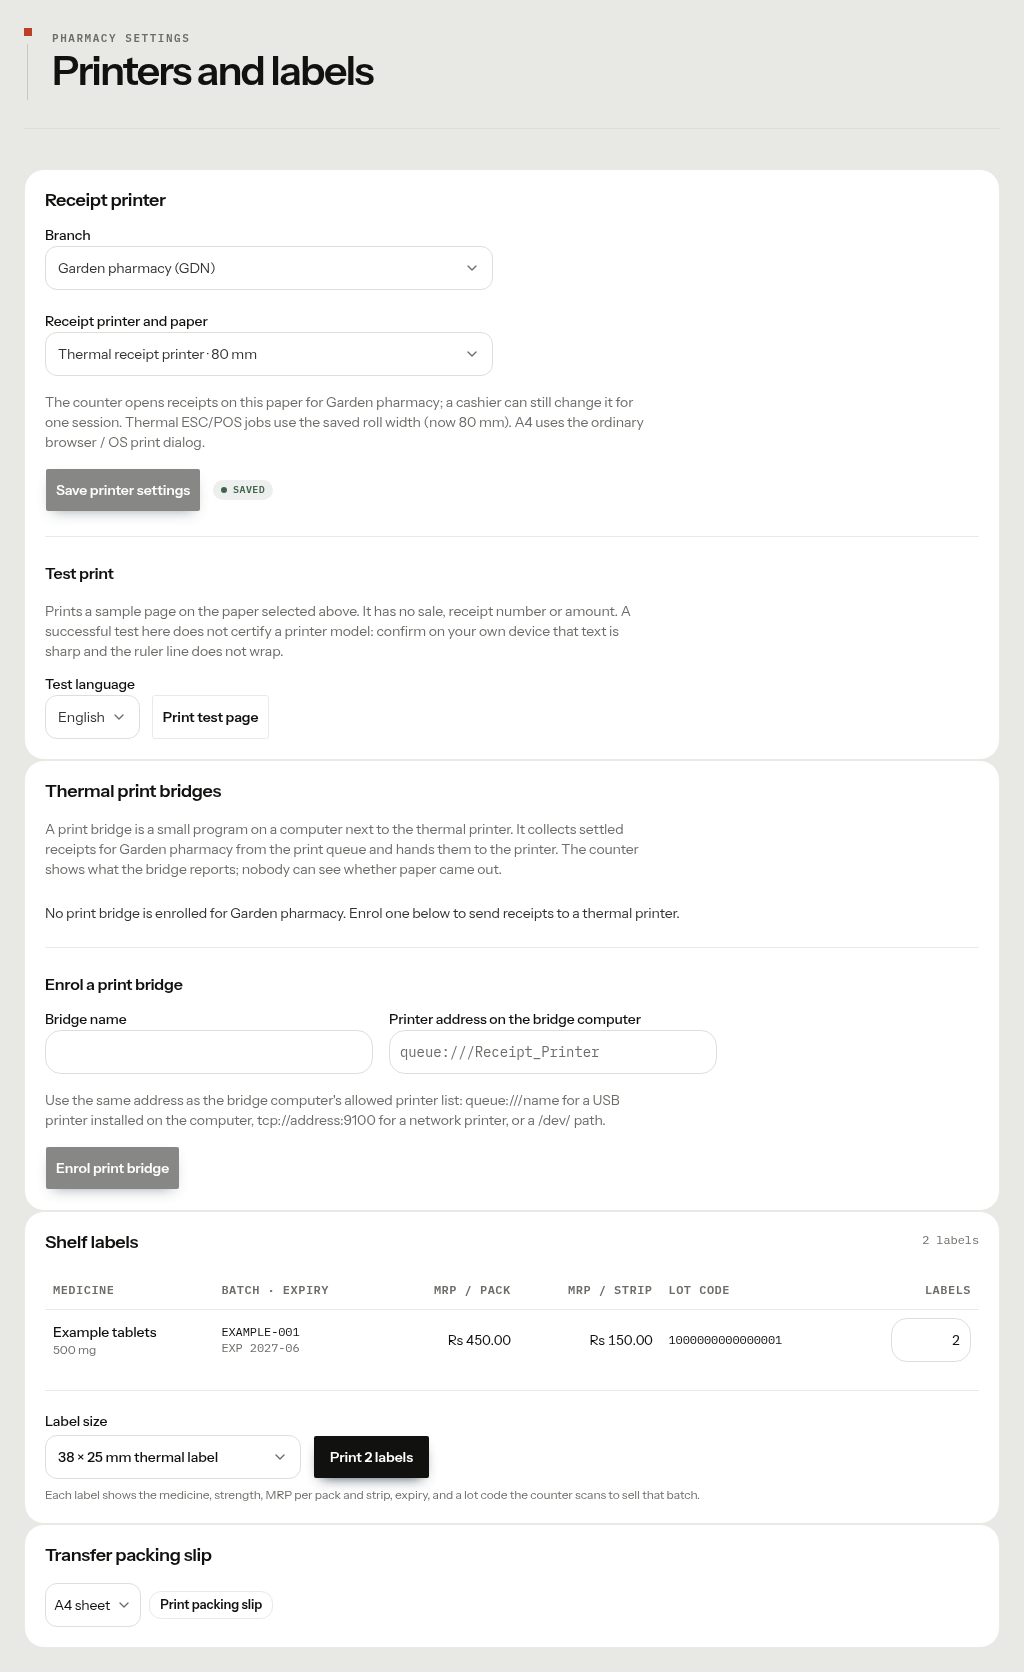 PHARMACY SETTINGS
Printers and labels
Receipt printer
Branch
Garden pharmacy (GDN)
Receipt printer and paper
Thermal receipt printer · 80 mm
The counter opens receipts on this paper for Garden pharmacy; a cashier can still change it for
one session. Thermal ESC/POS jobs use the saved roll width (now 80 mm). A4 uses the ordinary
browser / OS print dialog.
Save printer settings
SAVED
Test print
Prints a sample page on the paper selected above. It has no sale, receipt number or amount. A
successful test here does not certify a printer model: confirm on your own device that text is
sharp and the ruler line does not wrap.
Test language
English
Print test page
Thermal print bridges
A print bridge is a small program on a computer next to the thermal printer. It collects settled
receipts for Garden pharmacy from the print queue and hands them to the printer. The counter
shows what the bridge reports; nobody can see whether paper came out.
No print bridge is enrolled for Garden pharmacy. Enrol one below to send receipts to a thermal printer.
Enrol a print bridge
Bridge name
Printer address on the bridge computer
queue:///Receipt_Printer
Use the same address as the bridge computer's allowed printer list: queue:///name for a USB
printer installed on the computer, tcp://address:9100 for a network printer, or a /dev/ path.
Enrol print bridge
Shelf labels
2 labels
MEDICINE BATCH · EXPIRY MRP / PACK MRP / STRIP LOT CODE LABELS
Example tablets EXAMPLE-001 Rs 450.00 Rs 150.00 1000000000000001 2
500 mg EXP 2027-06
Label size
38 × 25 mm thermal label
Print 2 labels
Each label shows the medicine, strength, MRP per pack and strip, expiry, and a lot code the counter scans to sell that batch.
Transfer packing slip
A4 sheet
Print packing slip